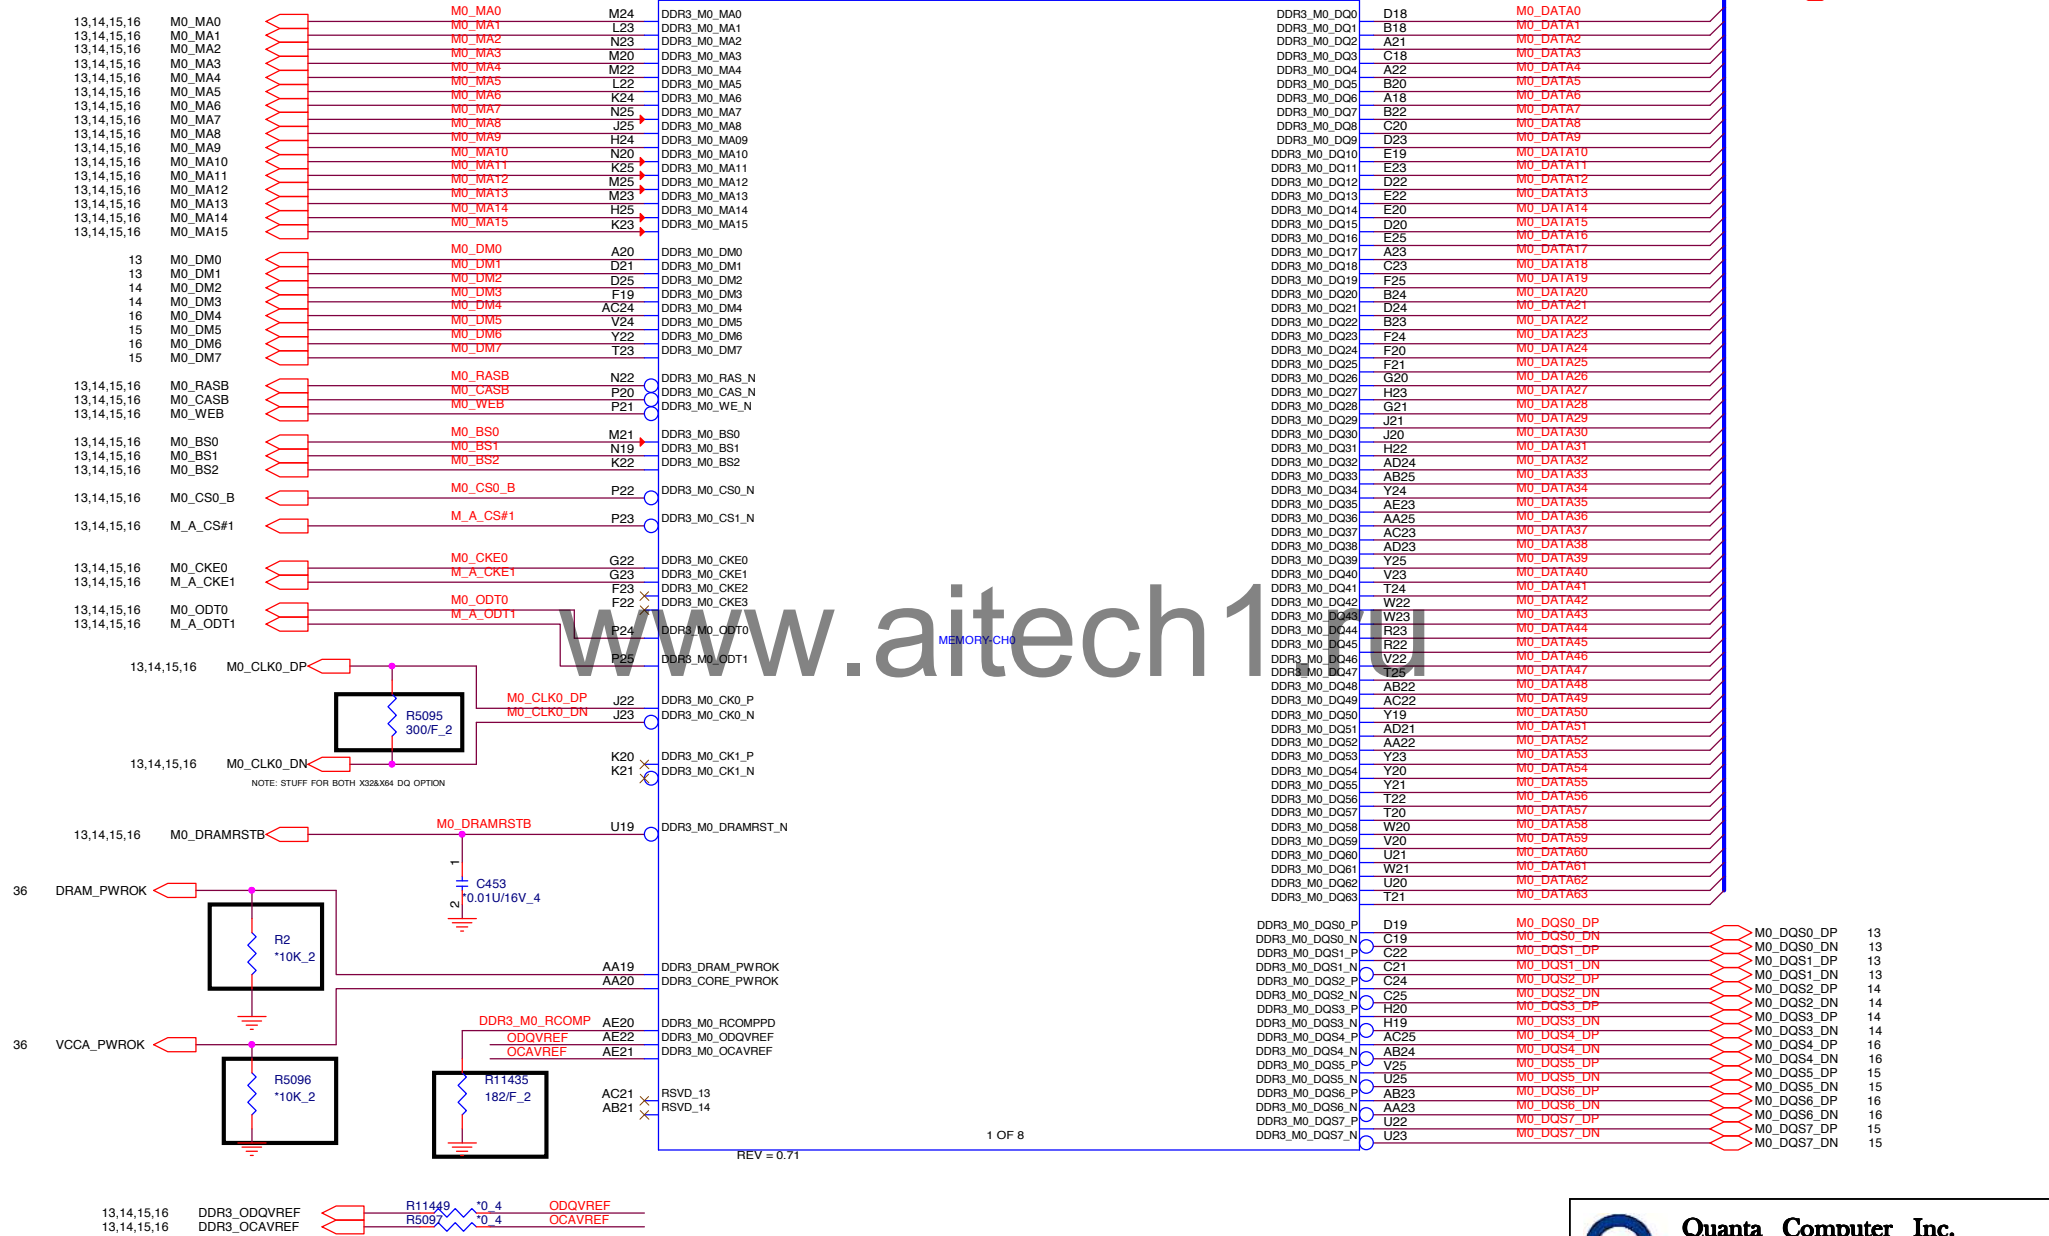 13,14,15,16 M0_MA0 M0_MA0 M24 DDR3_M0_MA0 DDR3_M0_DQ0 D18 M0_DATA0
13,14,15,16 M0_MA1 M0_MA1 L23 DDR3_M0_MA1 DDR3_M0_DQ1 B18 M0_DATA1
13,14,15,16 M0_MA2 M0_MA2 N23 DDR3_M0_MA2 DDR3_M0_DQ2 A21 M0_DATA2
13,14,15,16 M0_MA3 M0_MA3 M20 DDR3_M0_MA3 DDR3_M0_DQ3 C18 M0_DATA3
13,14,15,16 M0_MA4 M0_MA4 M22 DDR3_M0_MA4 DDR3_M0_DQ4 A22 M0_DATA4
13,14,15,16 M0_MA5 M0_MA5 L22 DDR3_M0_MA5 DDR3_M0_DQ5 B20 M0_DATA5
13,14,15,16 M0_MA6 M0_MA6 K24 DDR3_M0_MA6 DDR3_M0_DQ6 A18 M0_DATA6
13,14,15,16 M0_MA7 M0_MA7 N25 DDR3_M0_MA7 DDR3_M0_DQ7 B22 M0_DATA7
13,14,15,16 M0_MA8 M0_MA8 J25 DDR3_M0_MA8 DDR3_M0_DQ8 C20 M0_DATA8
13,14,15,16 M0_MA9 M0_MA9 H24 DDR3_M0_MA09 DDR3_M0_DQ9 D23 M0_DATA9
13,14,15,16 M0_MA10 M0_MA10 N20 DDR3_M0_MA10 DDR3_M0_DQ10 E19 M0_DATA10
13,14,15,16 M0_MA11 M0_MA11 K25 DDR3_M0_MA11 DDR3_M0_DQ11 E23 M0_DATA11
13,14,15,16 M0_MA12 M0_MA12 M25 DDR3_M0_MA12 DDR3_M0_DQ12 D22 M0_DATA12
13,14,15,16 M0_MA13 M0_MA13 M23 DDR3_M0_MA13 DDR3_M0_DQ13 E22 M0_DATA13
13,14,15,16 M0_MA14 M0_MA14 H25 DDR3_M0_MA14 DDR3_M0_DQ14 E20 M0_DATA14
13,14,15,16 M0_MA15 M0_MA15 K23 DDR3_M0_MA15 DDR3_M0_DQ15 D20 M0_DATA15
DDR3_M0_DQ16 E25 M0_DATA16
13 M0_DM0 M0_DM0 A20 DDR3_M0_DM0 DDR3_M0_DQ17 A23 M0_DATA17
13 M0_DM1 M0_DM1 D21 DDR3_M0_DM1 DDR3_M0_DQ18 C23 M0_DATA18
14 M0_DM2 M0_DM2 D25 DDR3_M0_DM2 DDR3_M0_DQ19 F25 M0_DATA19
14 M0_DM3 M0_DM3 F19 DDR3_M0_DM3 DDR3_M0_DQ20 B24 M0_DATA20
16 M0_DM4 M0_DM4 AC24 DDR3_M0_DM4 DDR3_M0_DQ21 D24 M0_DATA21
15 M0_DM5 M0_DM5 V24 DDR3_M0_DM5 DDR3_M0_DQ22 B23 M0_DATA22
16 M0_DM6 M0_DM6 Y22 DDR3_M0_DM6 DDR3_M0_DQ23 F24 M0_DATA23
15 M0_DM7 M0_DM7 T23 DDR3_M0_DM7 DDR3_M0_DQ24 F20 M0_DATA24
DDR3_M0_DQ25 F21 M0_DATA25
13,14,15,16 M0_RASB M0_RASB N22 DDR3_M0_RAS_N DDR3_M0_DQ26 G20 M0_DATA26
13,14,15,16 M0_CASB M0_CASB P20 DDR3_M0_CAS_N DDR3_M0_DQ27 H23 M0_DATA27
13,14,15,16 M0_WEB M0_WEB P21 DDR3_M0_WE_N DDR3_M0_DQ28 G21 M0_DATA28
DDR3_M0_DQ29 J21 M0_DATA29
13,14,15,16 M0_BS0 M0_BS0 M21 DDR3_M0_BS0 DDR3_M0_DQ30 J20 M0_DATA30
13,14,15,16 M0_BS1 M0_BS1 N19 DDR3_M0_BS1 DDR3_M0_DQ31 H22 M0_DATA31
13,14,15,16 M0_BS2 M0_BS2 K22 DDR3_M0_BS2 DDR3_M0_DQ32 AD24 M0_DATA32
DDR3_M0_DQ33 AB25 M0_DATA33
13,14,15,16 M0_CS0_B M0_CS0_B P22 DDR3_M0_CS0_N DDR3_M0_DQ34 Y24 M0_DATA34
DDR3_M0_DQ35 AE23 M0_DATA35
13,14,15,16 M_A_CS#1 M_A_CS#1 P23 DDR3_M0_CS1_N DDR3_M0_DQ36 AA25 M0_DATA36
DDR3_M0_DQ37 AC23 M0_DATA37
DDR3_M0_DQ38 AD23 M0_DATA38
13,14,15,16 M0_CKE0 M0_CKE0 G22 DDR3_M0_CKE0 DDR3_M0_DQ39 Y25 M0_DATA39
13,14,15,16 M_A_CKE1 M_A_CKE1 G23 DDR3_M0_CKE1 DDR3_M0_DQ40 V23 M0_DATA40
F23 DDR3_M0_CKE2 DDR3_M0_DQ41 T24 M0_DATA41
13,14,15,16 M0_ODT0 M0_ODT0 F22 DDR3_M0_CKE3 DDR3_M0_DQ42 W22 M0_DATA42
13,14,15,16 M_A_ODT1 M_A_ODT1 DDR3_M0_DQ43 W23 M0_DATA43
P24 DDR3_M0_ODT0 MEMORY-CH0 DDR3_M0_DQ44 R23 M0_DATA44
www.aitech1.ru
DDR3_M0_DQ45 R22 M0_DATA45
13,14,15,16 M0_CLK0_DP P25 DDR3_M0_ODT1 DDR3_M0_DQ46 V22 M0_DATA46
DDR3_M0_DQ47 T25 M0_DATA47
DDR3_M0_DQ48 AB22 M0_DATA48
M0_CLK0_DP J22 DDR3_M0_CK0_P DDR3_M0_DQ49 AC22 M0_DATA49
R5095 M0_CLK0_DN J23 DDR3_M0_CK0_N DDR3_M0_DQ50 Y19 M0_DATA50
300/F_2 DDR3_M0_DQ51 AD21 M0_DATA51
DDR3_M0_DQ52 AA22 M0_DATA52
13,14,15,16 M0_CLK0_DN K20 DDR3_M0_CK1_P DDR3_M0_DQ53 Y23 M0_DATA53
K21 DDR3_M0_CK1_N DDR3_M0_DQ54 Y20 M0_DATA54
NOTE: STUFF FOR BOTH X32&X64 DQ OPTION DDR3_M0_DQ55 Y21 M0_DATA55
DDR3_M0_DQ56 T22 M0_DATA56
DDR3_M0_DQ57 T20 M0_DATA57
13,14,15,16 M0_DRAMRSTB M0_DRAMRSTB U19 DDR3_M0_DRAMRST_N DDR3_M0_DQ58 W20 M0_DATA58
DDR3_M0_DQ59 V20 M0_DATA59
1 DDR3_M0_DQ60 U21 M0_DATA60
DDR3_M0_DQ61 W21 M0_DATA61
36 DRAM_PWROK C453 DDR3_M0_DQ62 U20 M0_DATA62
2 *0.01U/16V_4 DDR3_M0_DQ63 T21 M0_DATA63
DDR3_M0_DQS0_P D19 M0_DQS0_DP M0_DQS0_DP 13
R2 DDR3_M0_DQS0_N C19 M0_DQS0_DN M0_DQS0_DN 13
*10K_2 DDR3_M0_DQS1_P C22 M0_DQS1_DP M0_DQS1_DP 13
AA19 DDR3_DRAM_PWROK DDR3_M0_DQS1_N C21 M0_DQS1_DN M0_DQS1_DN 13
AA20 DDR3_CORE_PWROK DDR3_M0_DQS2_P C24 M0_DQS2_DP M0_DQS2_DP 14
DDR3_M0_DQS2_N C25 M0_DQS2_DN M0_DQS2_DN 14
DDR3_M0_DQS3_P H20 M0_DQS3_DP M0_DQS3_DP 14
DDR3_M0_RCOMP AE20 DDR3_M0_RCOMPPD DDR3_M0_DQS3_N H19 M0_DQS3_DN M0_DQS3_DN 14
36 VCCA_PWROK ODQVREF AE22 DDR3_M0_ODQVREF DDR3_M0_DQS4_P AC25 M0_DQS4_DP M0_DQS4_DP 16
OCAVREF AE21 DDR3_M0_OCAVREF DDR3_M0_DQS4_N AB24 M0_DQS4_DN M0_DQS4_DN 16
DDR3_M0_DQS5_P V25 M0_DQS5_DP M0_DQS5_DP 15
R5096 R11435 DDR3_M0_DQS5_N U25 M0_DQS5_DN M0_DQS5_DN 15
*10K_2 182/F_2 AC21 RSVD_13 DDR3_M0_DQS6_P AB23 M0_DQS6_DP M0_DQS6_DP 16
AB21 RSVD_14 DDR3_M0_DQS6_N AA23 M0_DQS6_DN M0_DQS6_DN 16
DDR3_M0_DQS7_P U22 M0_DQS7_DP M0_DQS7_DP 15
1 OF 8 DDR3_M0_DQS7_N U23 M0_DQS7_DN M0_DQS7_DN 15
REV = 0.71
13,14,15,16 DDR3_ODQVREF R11449 *0_4 ODQVREF
13,14,15,16 DDR3_OCAVREF R5097 *0_4 OCAVREF
Quanta Computer Inc.